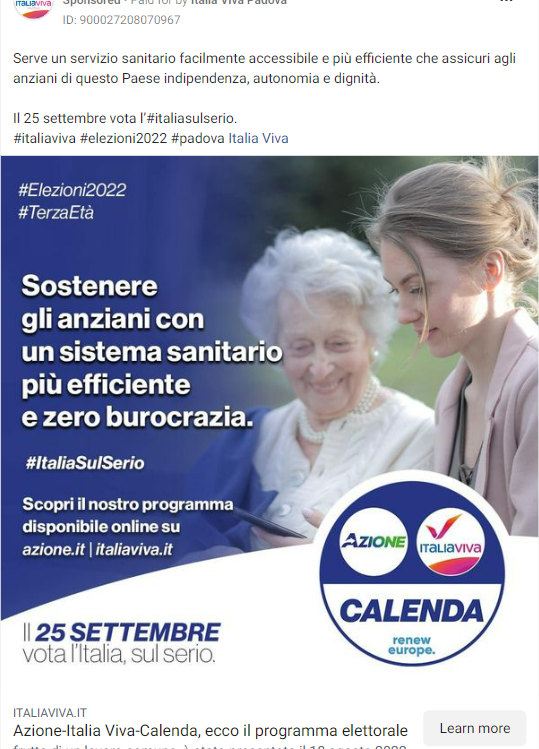 ITALIAVIVA
Sponsored · Paid for by Italia Viva Padova
ID: 900027208070967
Serve un servizio sanitario facilmente accessibile e più efficiente che assicuri agli
anziani di questo Paese indipendenza, autonomia e dignità.
Il 25 settembre vota l'#italiasulserio.
#italiaviva #elezioni2022 #padova Italia Viva
#Elezioni2022
#TerzaEtà
Sostenere
gli anziani con
un sistema sanitario
più efficiente
e zero burocrazia.
#ItaliaSulSerio
Scopri il nostro programma
disponibile online su
azione.it | italiaviva.it
AZIONE
ITALIAVIVA
CALENDA
renew
europe.
Il 25 SETTEMBRE
vota l'Italia, sul serio.
ITALIAVIVA.IT
Azione-Italia Viva-Calenda, ecco il programma elettorale
Learn more